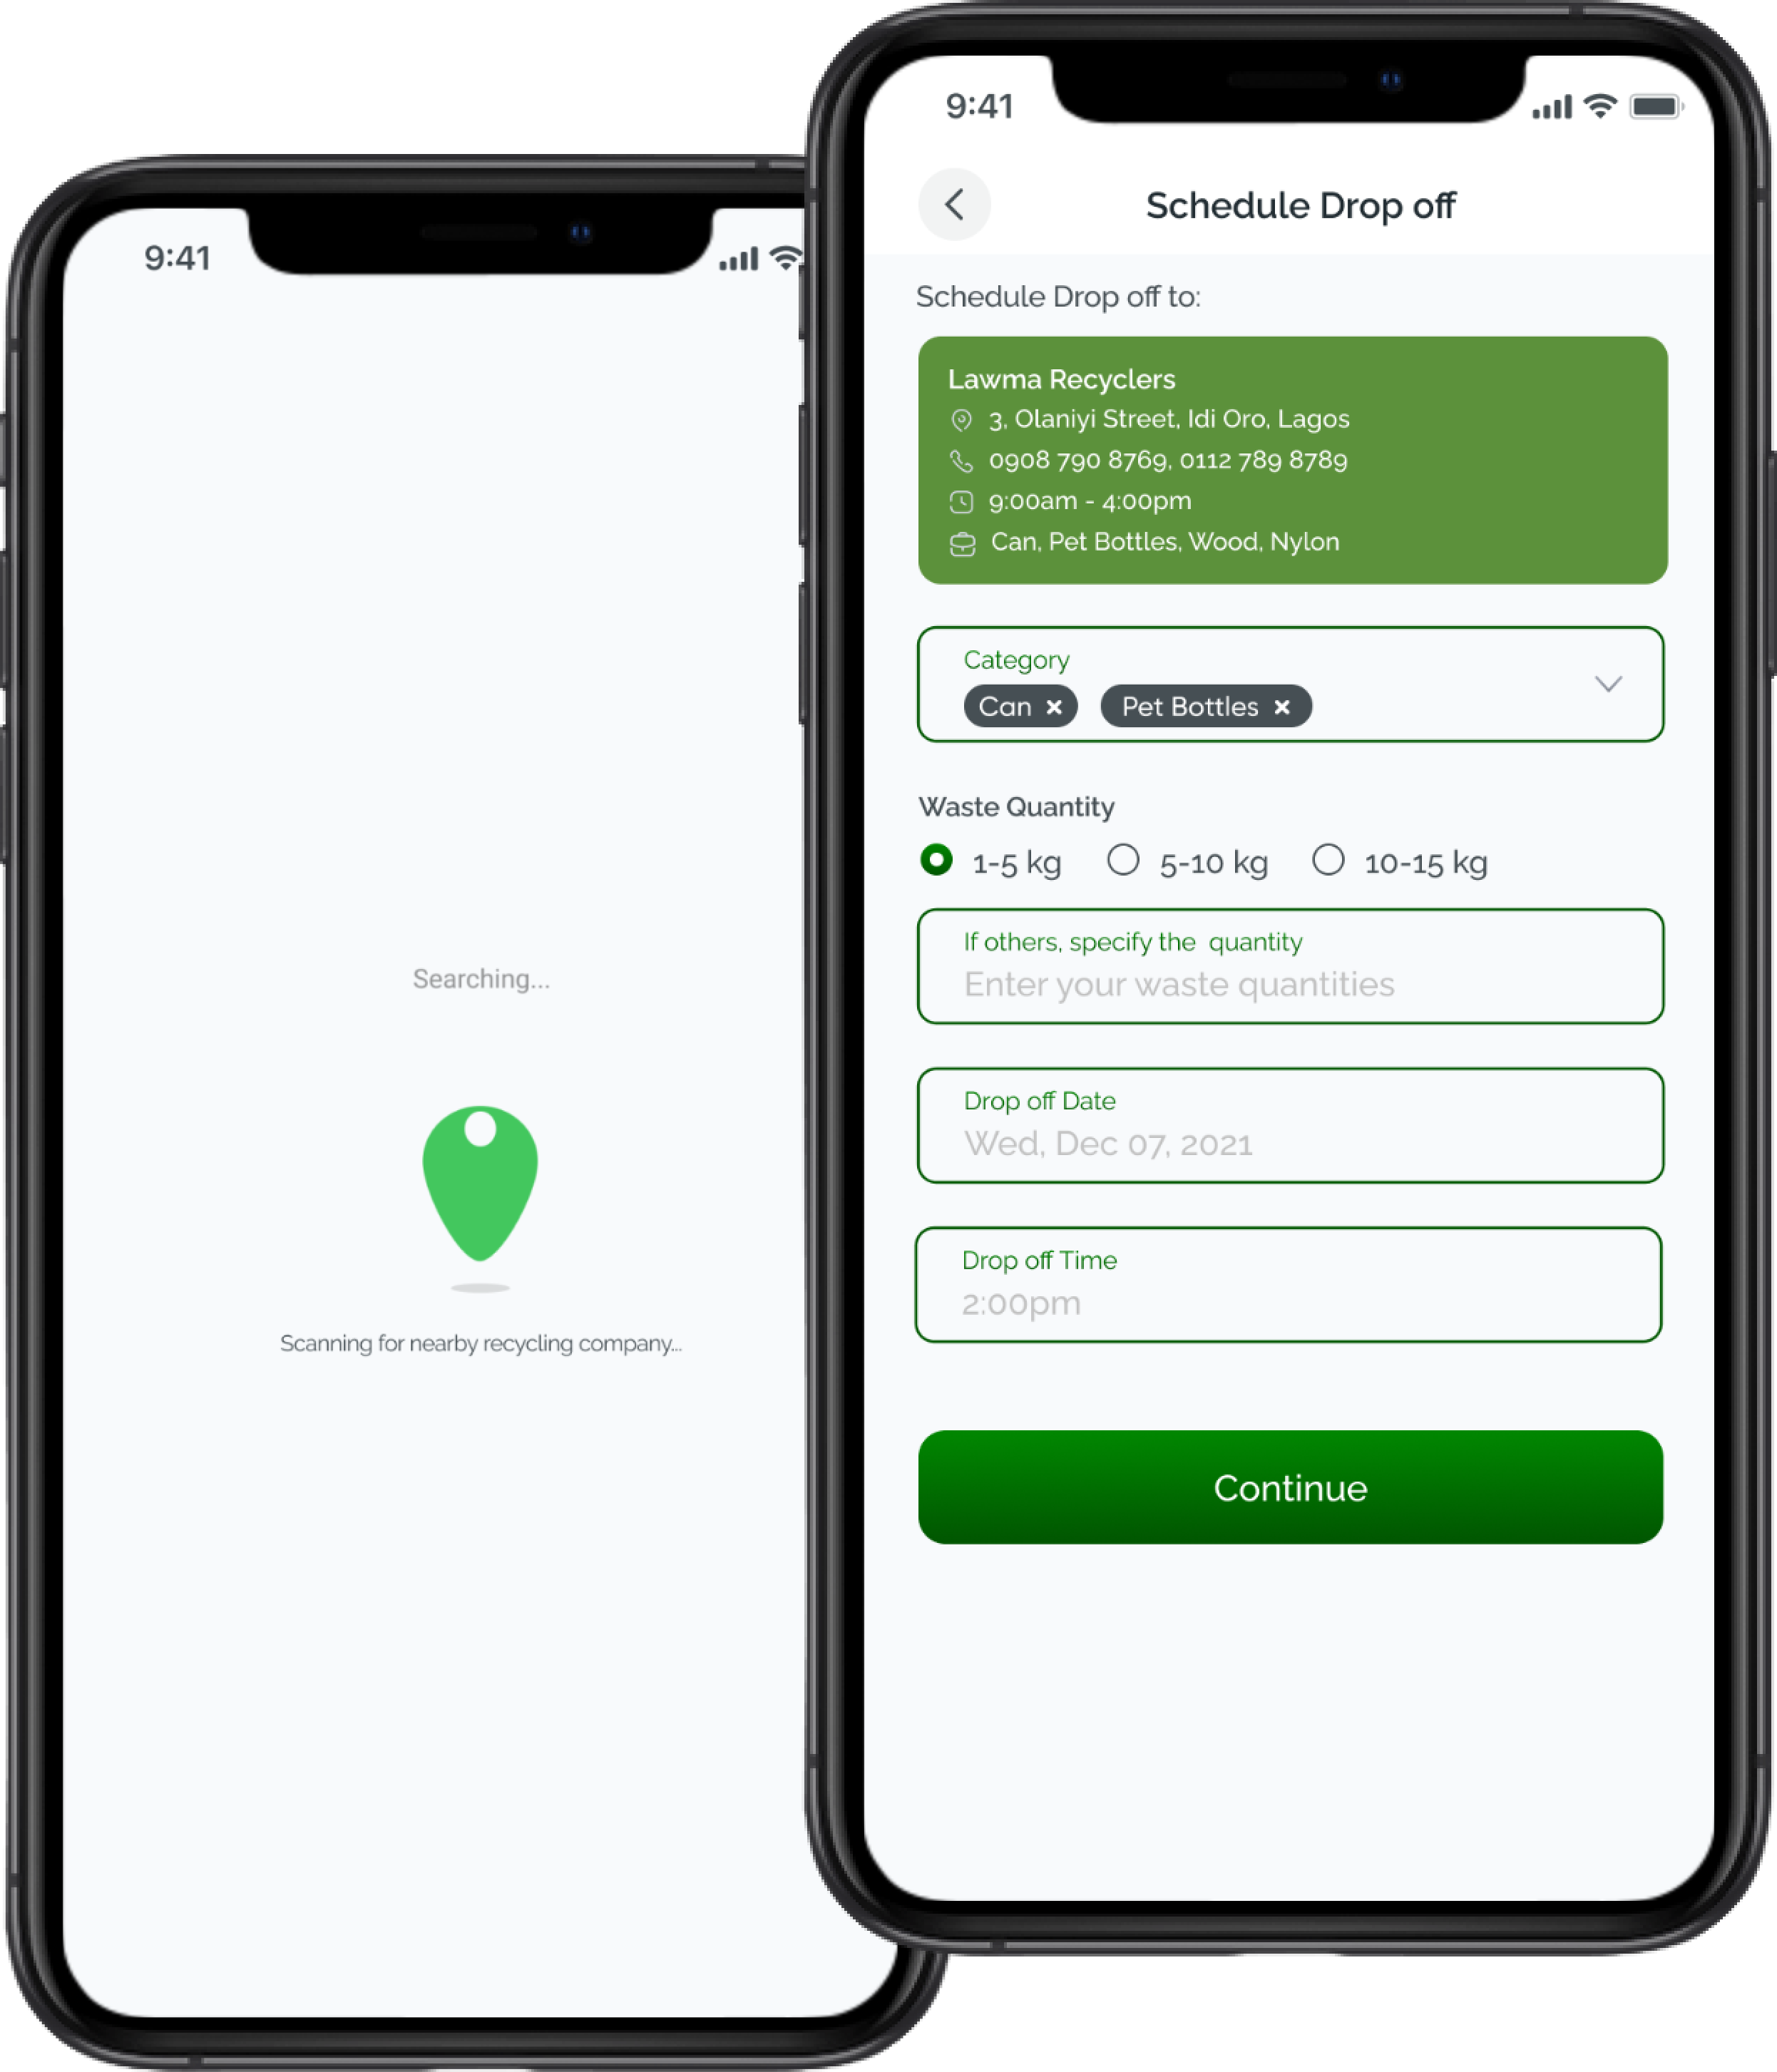 9:41
Searching...
Scanning for nearby recycling company...
9:41
Schedule Drop off
Schedule Drop off to:
Lawma Recyclers
3, Olaniyi Street, Idi Oro, Lagos
0908 790 8769, 0112 789 8789
9:00am - 4:00pm
Can, Pet Bottles, Wood, Nylon
Category
Can × Pet Bottles ×
Waste Quantity
1-5 kg 5-10 kg 10-15 kg
If others, specify the quantity
Enter your waste quantities
Drop off Date
Wed, Dec 07, 2021
Drop off Time
2:00pm
Continue